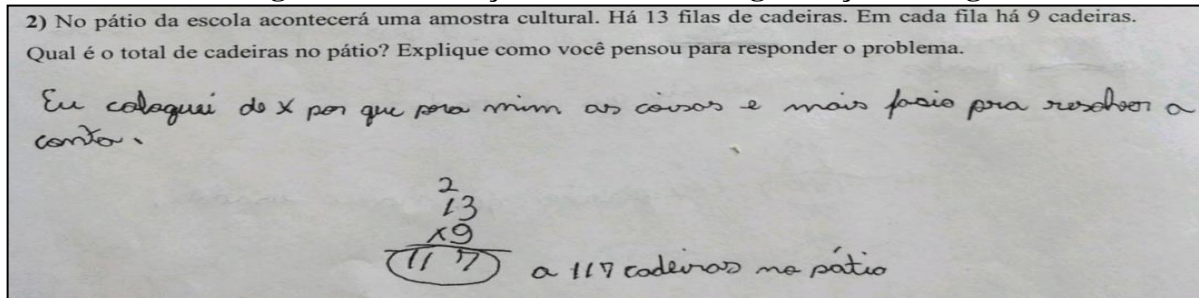 2) No pátio da escola acontecerá uma amostra cultural. Há 13 filas de cadeiras. Em cada fila há 9 cadeiras.
Qual é o total de cadeiras no pátio? Explique como você pensou para responder o problema.
Eu coloquei de x por que pra mim as coisas e mais facio pra resolver a
conta.
2
13
x9
117 a 117 cadeiras no pátio